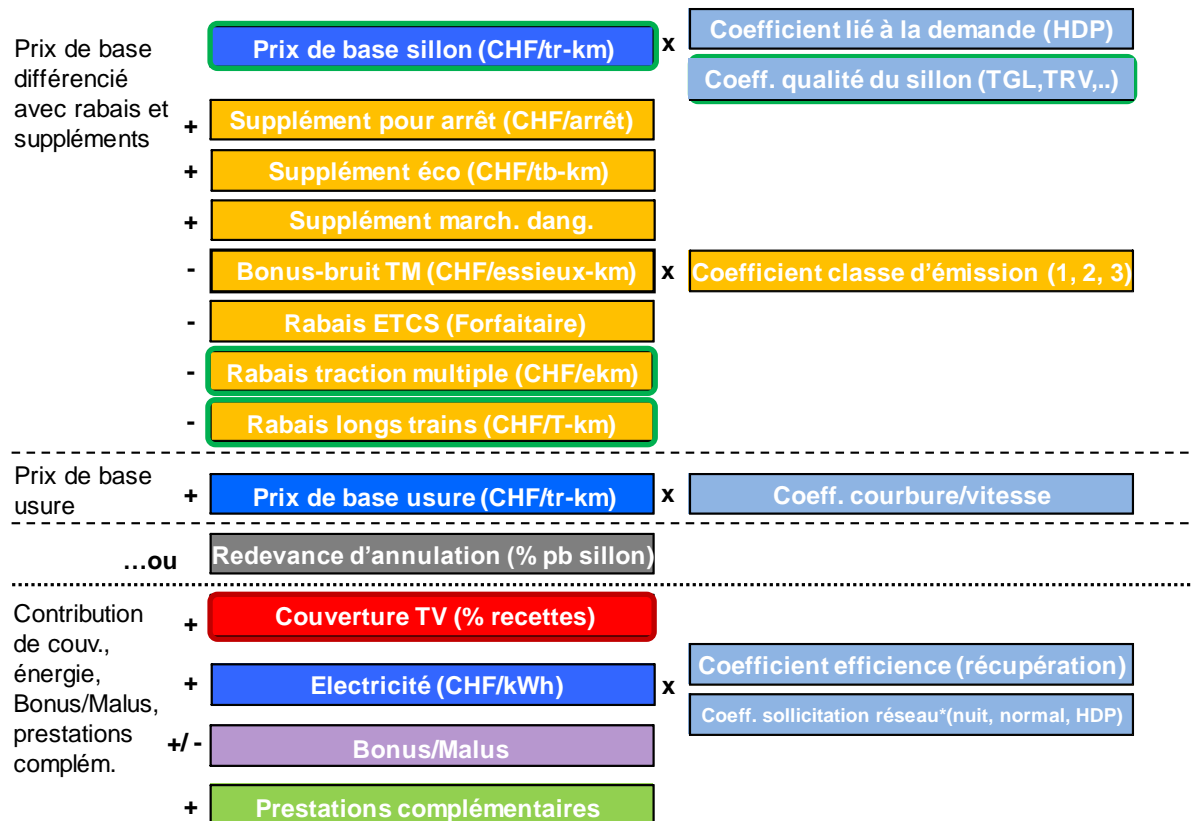 Prix de base
différencié
avec rabais et
suppléments
Prix de base sillon (CHF/tr-km)
x
Coefficient lié à la demande (HDP)
Coeff. qualité du sillon (TGL,TRV,..)
+ Supplément pour arrêt (CHF/arrêt)
+ Supplément éco (CHF/tb-km)
+ Supplément march. dang.
- Bonus-bruit TM (CHF/essieux-km) x Coefficient classe d'émission (1, 2, 3)
- Rabais ETCS (Forfaitaire)
- Rabais traction multiple (CHF/ekm)
- Rabais longs trains (CHF/T-km)
Prix de base
usure
+ Prix de base usure (CHF/tr-km) x Coeff. courbure/vitesse
...ou Redevance d'annulation (% pb sillon)
Contribution
de couv.,
énergie,
Bonus/Malus,
prestations
complém.
+ Couverture TV (% recettes)
+ Electricité (CHF/kWh) x
Coefficient efficience (récupération)
Coeff. sollicitation réseau*(nuit, normal, HDP)
+/- Bonus/Malus
+ Prestations complémentaires